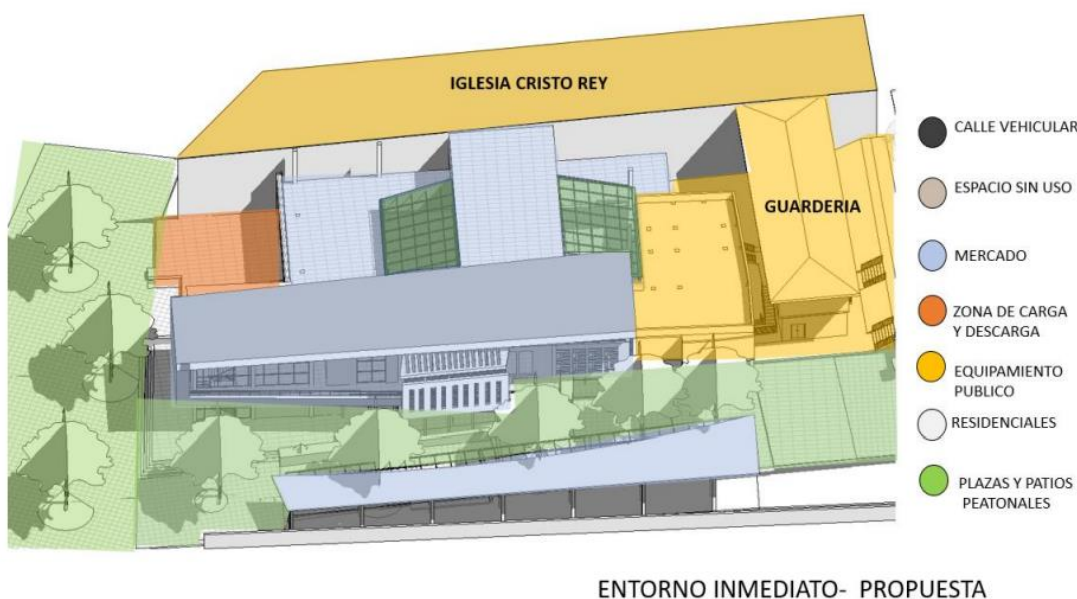 IGLESIA CRISTO REY
GUARDERIA
CALLE VEHICULAR
ESPACIO SIN USO
MERCADO
ZONA DE CARGA
Y DESCARGA
EQUIPAMIENTO
PUBLICO
RESIDENCIALES
PLAZAS Y PATIOS
PEATONALES
ENTORNO INMEDIATO- PROPUESTA